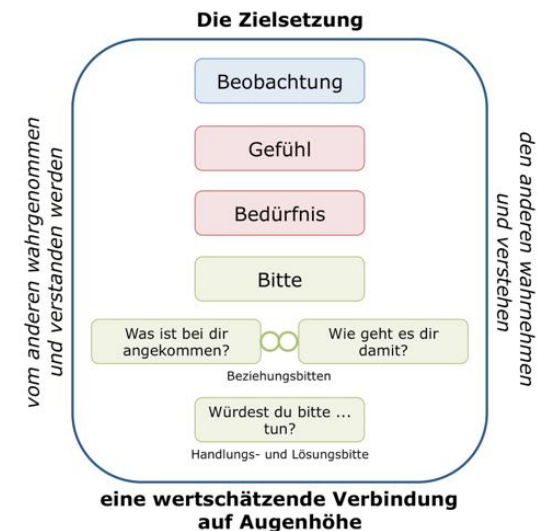 Die Zielsetzung
Beobachtung
Gefühl
Bedürfnis
Bitte
Was ist bei dir
angekommen?
Wie geht es dir
damit?
Beziehungsbitten
Würdest du bitte ...
tun?
Handlungs- und Lösungsbitte
vom anderen wahrgenommen
und verstanden werden
den anderen wahrnehmen
und verstehen
eine wertschätzende Verbindung
auf Augenhöhe